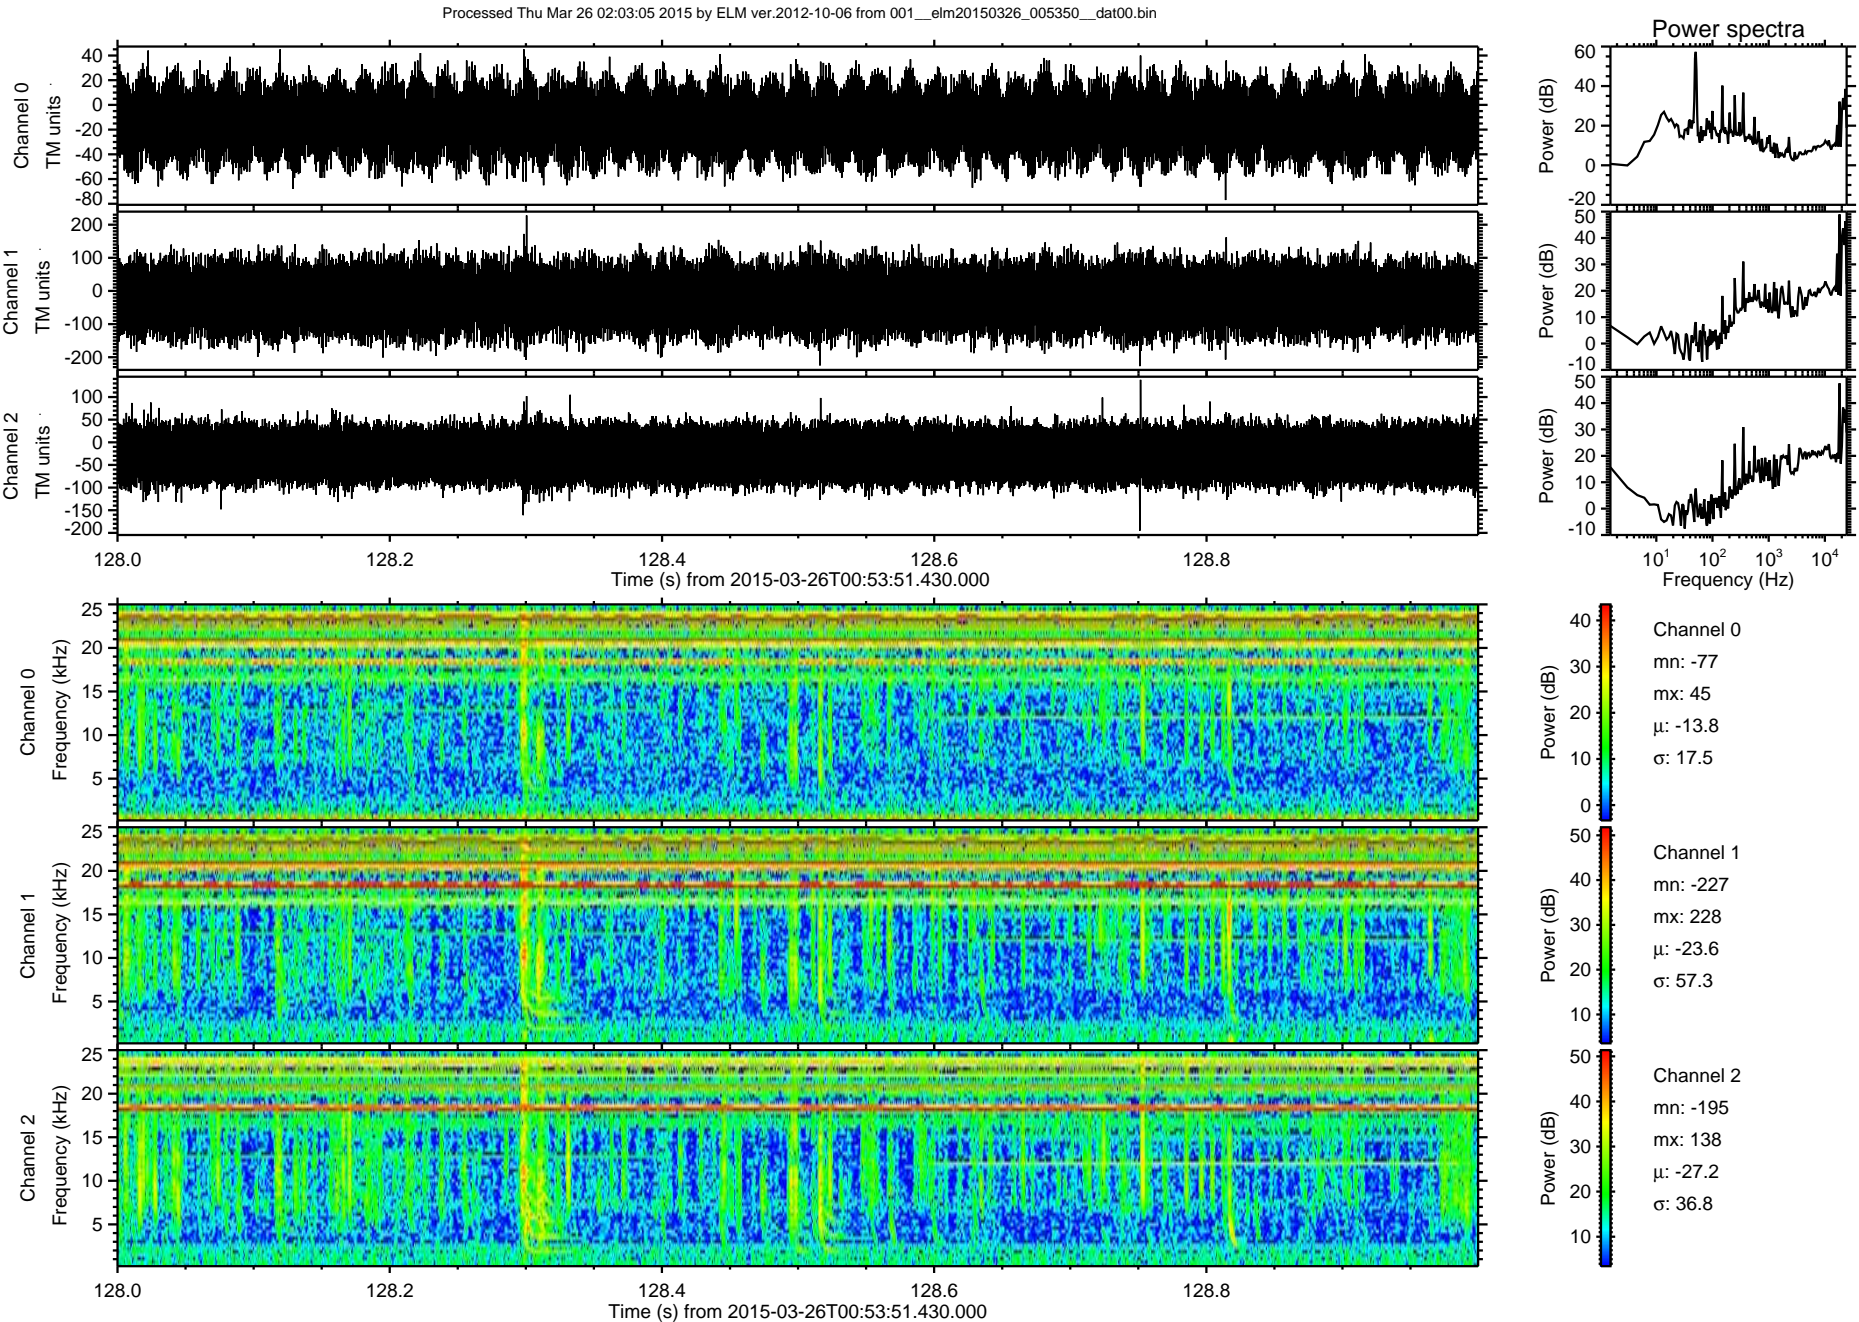 Processed Thu Mar 26 02:03:05 2015 by ELM ver.2012-10-06 from 001__elm20150326_005350__dat00.bin
Power spectra
Channel 0
TM units
40
20
0
-20
-40
-60
-80
Power (dB)
60
40
20
0
-20
Channel 1
TM units
200
100
0
-100
-200
Power (dB)
50
40
30
20
10
0
-10
Channel 2
TM units
100
50
0
-50
-100
-150
-200
Power (dB)
50
40
30
20
10
0
-10
128.0 128.2 128.4 128.6 128.8
Time (s) from 2015-03-26T00:53:51.430.000
10¹ 10² 10³ 10⁴
Frequency (Hz)
Channel 0
Frequency (kHz)
25
20
15
10
5
Power (dB)
40
30
20
10
0
Channel 0
mn: -77
mx: 45
μ: -13.8
σ: 17.5
Channel 1
Frequency (kHz)
25
20
15
10
5
Power (dB)
50
40
30
20
10
Channel 1
mn: -227
mx: 228
μ: -23.6
σ: 57.3
Channel 2
Frequency (kHz)
25
20
15
10
5
Power (dB)
50
40
30
20
10
Channel 2
mn: -195
mx: 138
μ: -27.2
σ: 36.8
128.0 128.2 128.4 128.6 128.8
Time (s) from 2015-03-26T00:53:51.430.000